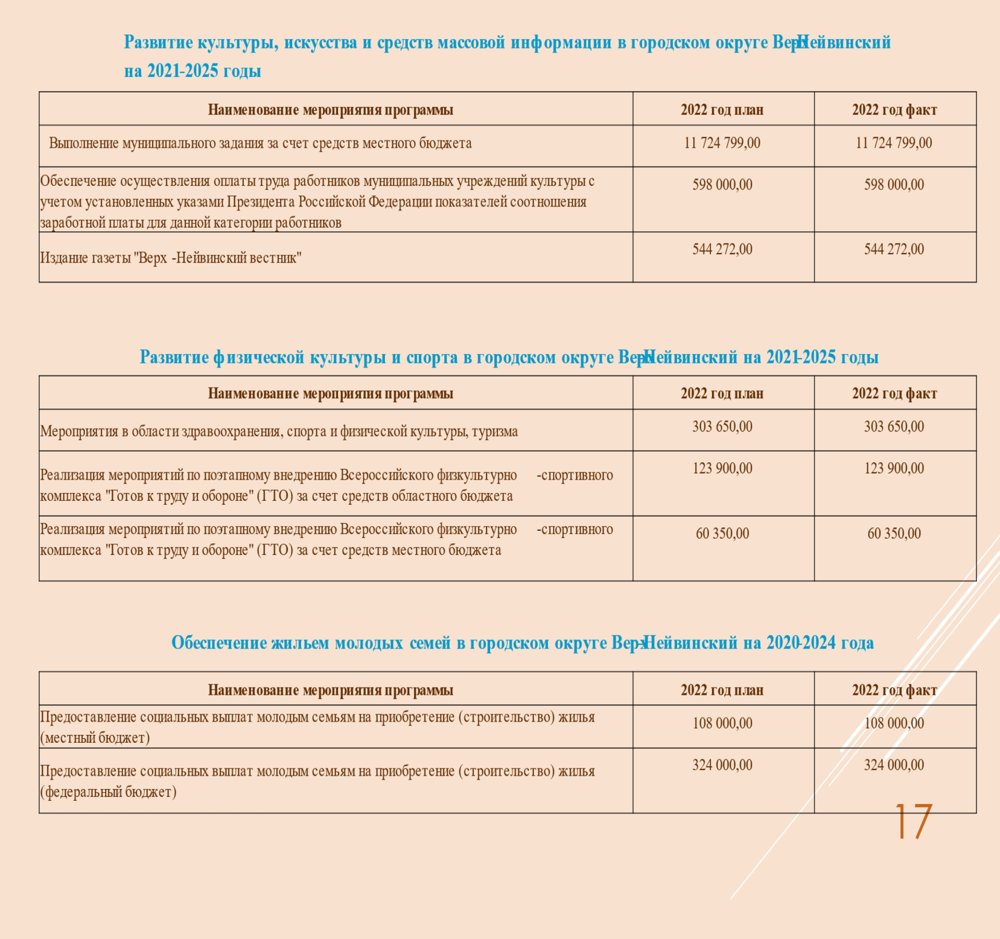 Развитие культуры, искусства и средств массовой информации в городском округе Верх-Нейвинский
на 2021-2025 годы
Наименование мероприятия программы 2022 год план 2022 год факт
Выполнение муниципального задания за счет средств местного бюджета 11 724 799,00 11 724 799,00
Обеспечение осуществления оплаты труда работников муниципальных учреждений культуры с 598 000,00 598 000,00
учетом установленных указами Президента Российской Федерации показателей соотношения
заработной платы для данной категории работников
Издание газеты "Верх -Нейвинский вестник" 544 272,00 544 272,00
Развитие физической культуры и спорта в городском округе Верх-Нейвинский на 2021-2025 годы
Наименование мероприятия программы 2022 год план 2022 год факт
Мероприятия в области здравоохранения, спорта и физической культуры, туризма 303 650,00 303 650,00
Реализация мероприятий по поэтапному внедрению Всероссийского физкультурно -спортивного 123 900,00 123 900,00
комплекса "Готов к труду и обороне" (ГТО) за счет средств областного бюджета
Реализация мероприятий по поэтапному внедрению Всероссийского физкультурно -спортивного 60 350,00 60 350,00
комплекса "Готов к труду и обороне" (ГТО) за счет средств местного бюджета
Обеспечение жильем молодых семей в городском округе Верх-Нейвинский на 2020-2024 года
Наименование мероприятия программы 2022 год план 2022 год факт
Предоставление социальных выплат молодым семьям на приобретение (строительство) жилья 108 000,00 108 000,00
(местный бюджет)
Предоставление социальных выплат молодым семьям на приобретение (строительство) жилья 324 000,00 324 000,00
(федеральный бюджет)
17